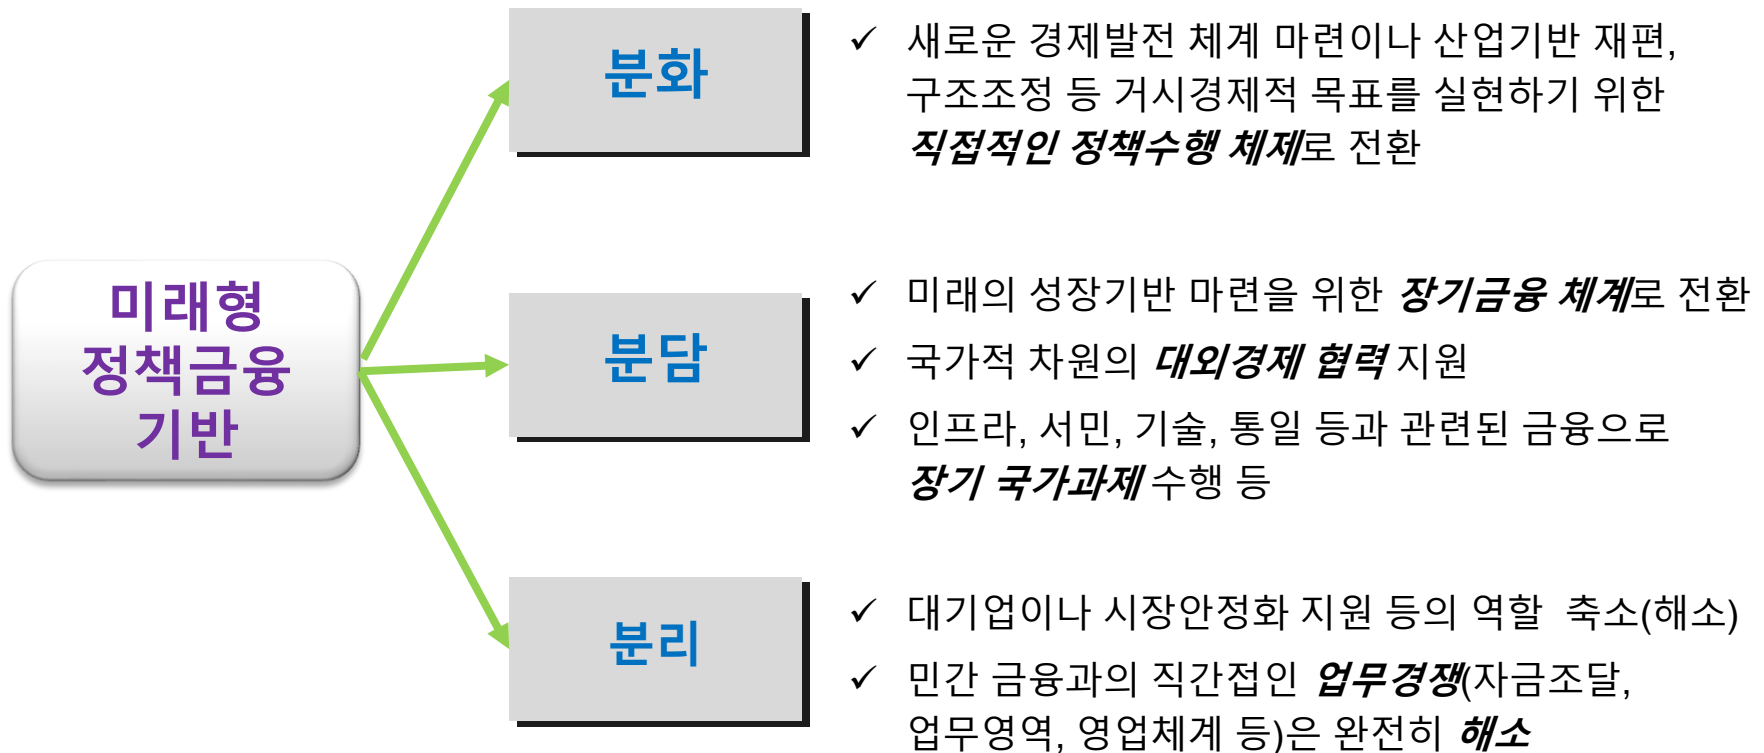 미래형
정책금융
기반
분화
새로운 경제발전 체계 마련이나 산업기반 재편,
구조조정 등 거시경제적 목표를 실현하기 위한
직접적인 정책수행 체제로 전환
분담
미래의 성장기반 마련을 위한 장기금융 체계로 전환
국가적 차원의 대외경제 협력 지원
인프라, 서민, 기술, 통일 등과 관련된 금융으로
장기 국가과제 수행 등
분리
대기업이나 시장안정화 지원 등의 역할 축소(해소)
민간 금융과의 직간접인 업무경쟁(자금조달,
업무영역, 영업체계 등)은 완전히 해소